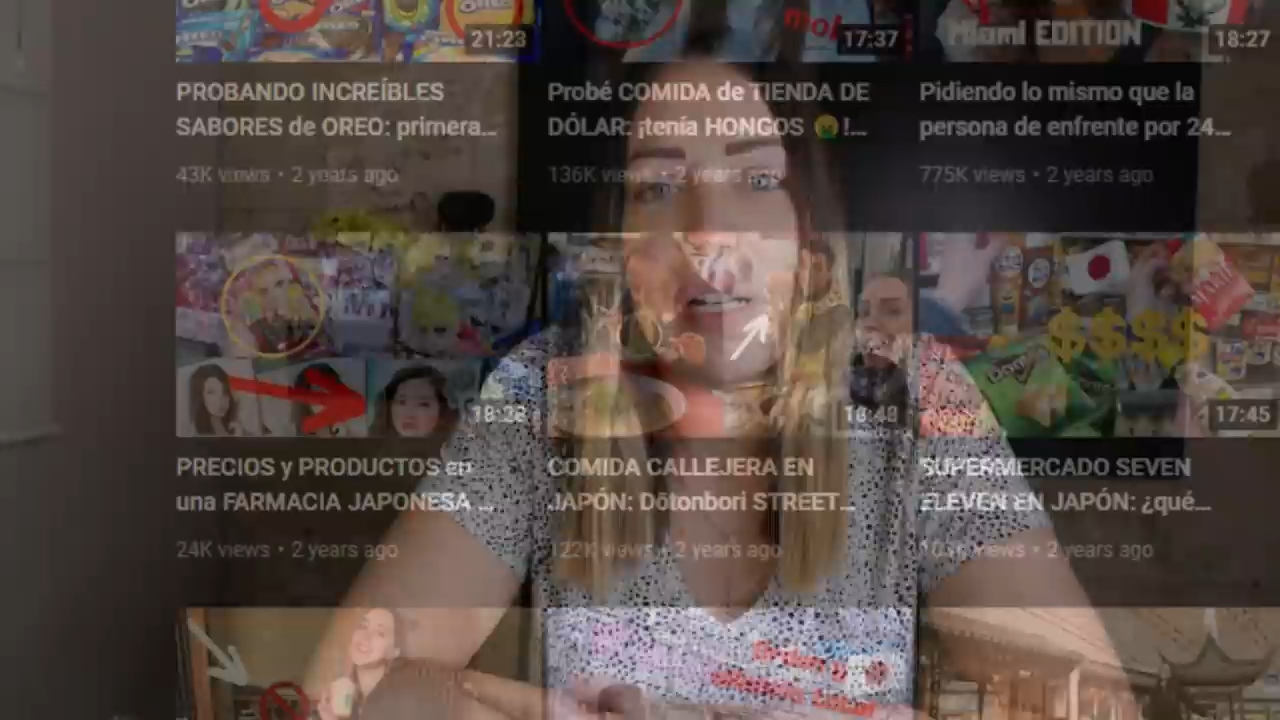 21:23
17:37
Miami EDITION
18:27
PROBANDO INCREÍBLES
SABORES de OREO: primera...
43K views • 2 years ago
Probé COMIDA de TIENDA DE
DÓLAR: ¡tenía HONGOS 🤮!...
136K views • 2 years ago
Pidiendo lo mismo que la
persona de enfrente por 24...
775K views • 2 years ago
$$$$
17:45
PRECIOS y PRODUCTOS en
una FARMACIA JAPONESA ...
24K views • 2 years ago
COMIDA CALLEJERA EN
JAPÓN: Dōtonbori STREET...
122K views • 2 years ago
SUPERMERCADO SEVEN
ELEVEN EN JAPÓN: ¿qué...
views • 2 years ago